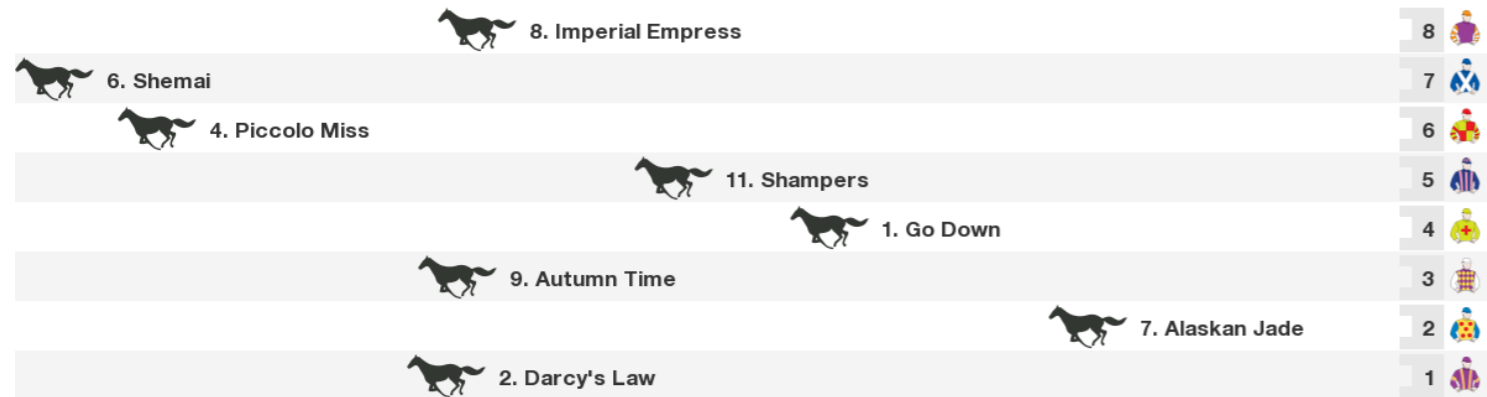 8. Imperial Empress 8
6. Shemai 7
4. Piccolo Miss 6
11. Shampers 5
1. Go Down 4
9. Autumn Time 3
7. Alaskan Jade 2
2. Darcy's Law 1